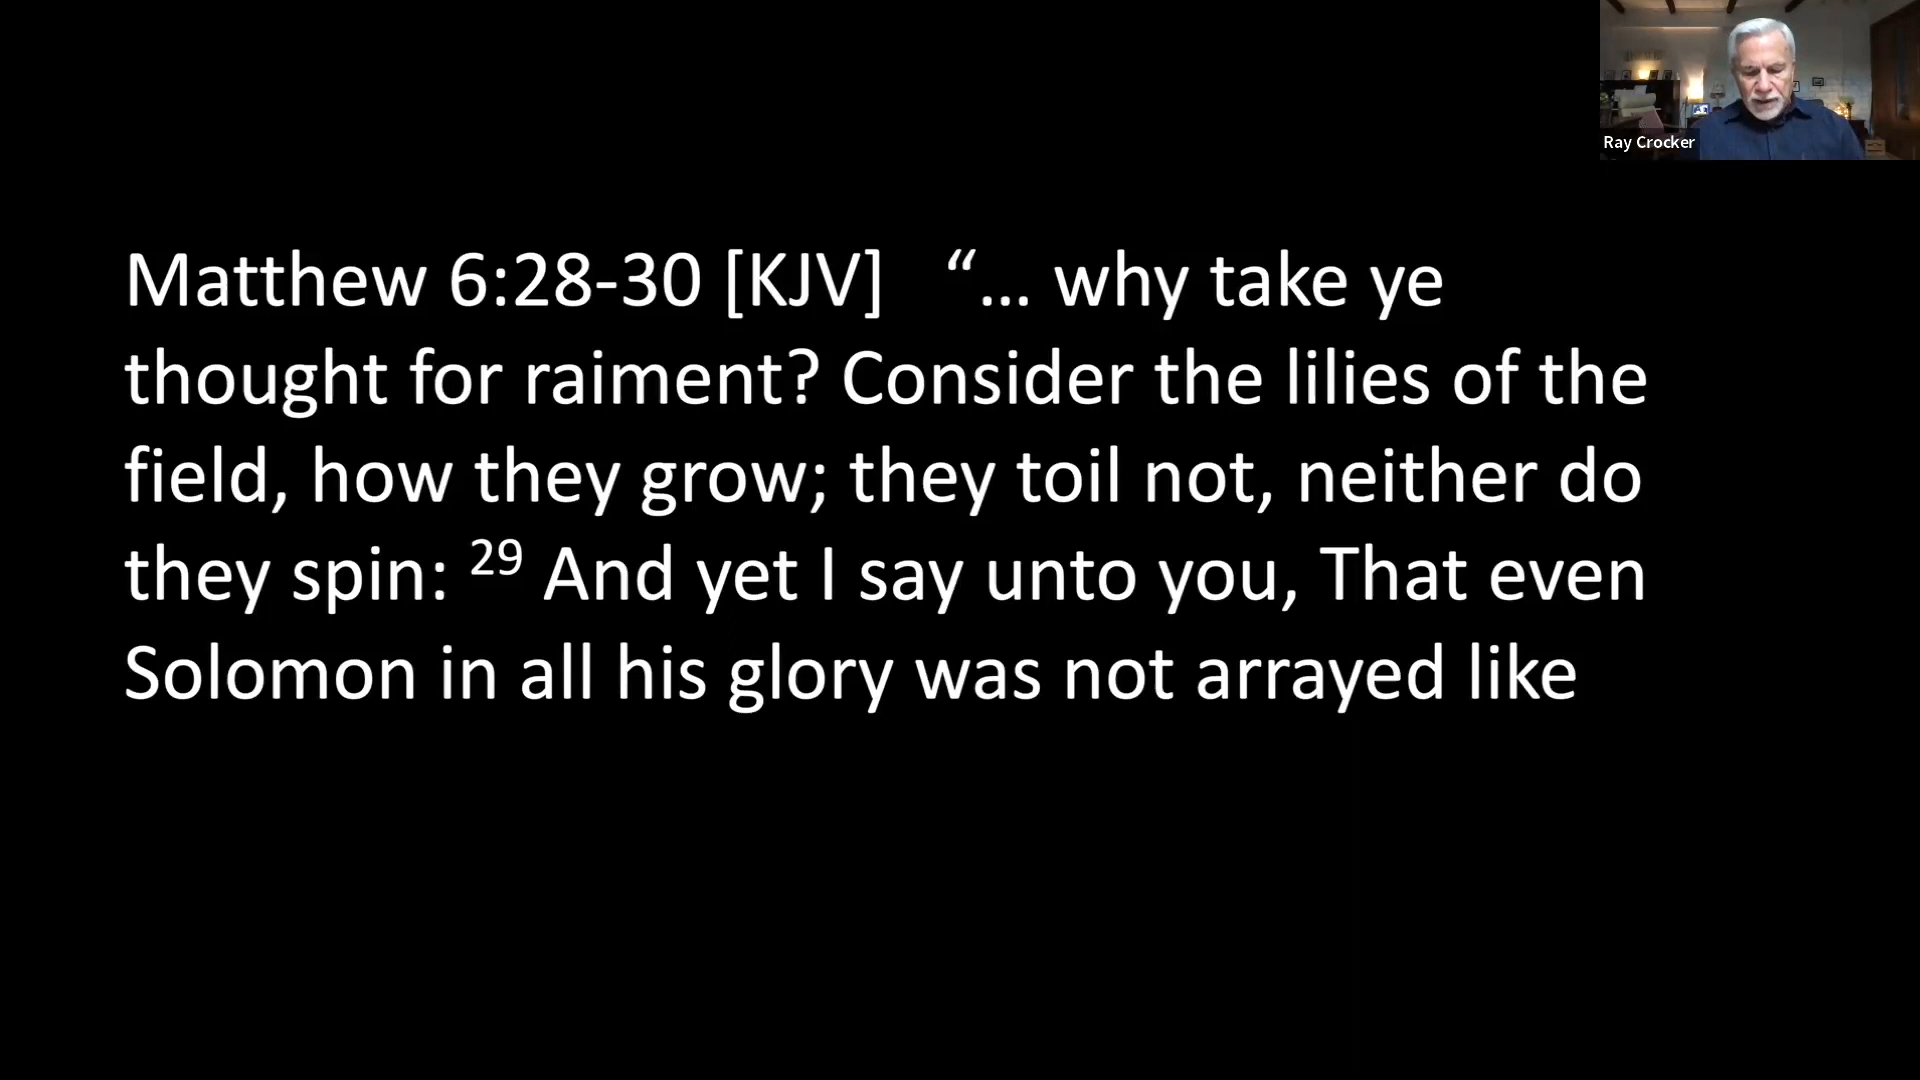 Ray Crocker
Matthew 6:28-30 [KJV] “… why take ye
thought for raiment? Consider the lilies of the
field, how they grow; they toil not, neither do
they spin: 29 And yet I say unto you, That even
Solomon in all his glory was not arrayed like